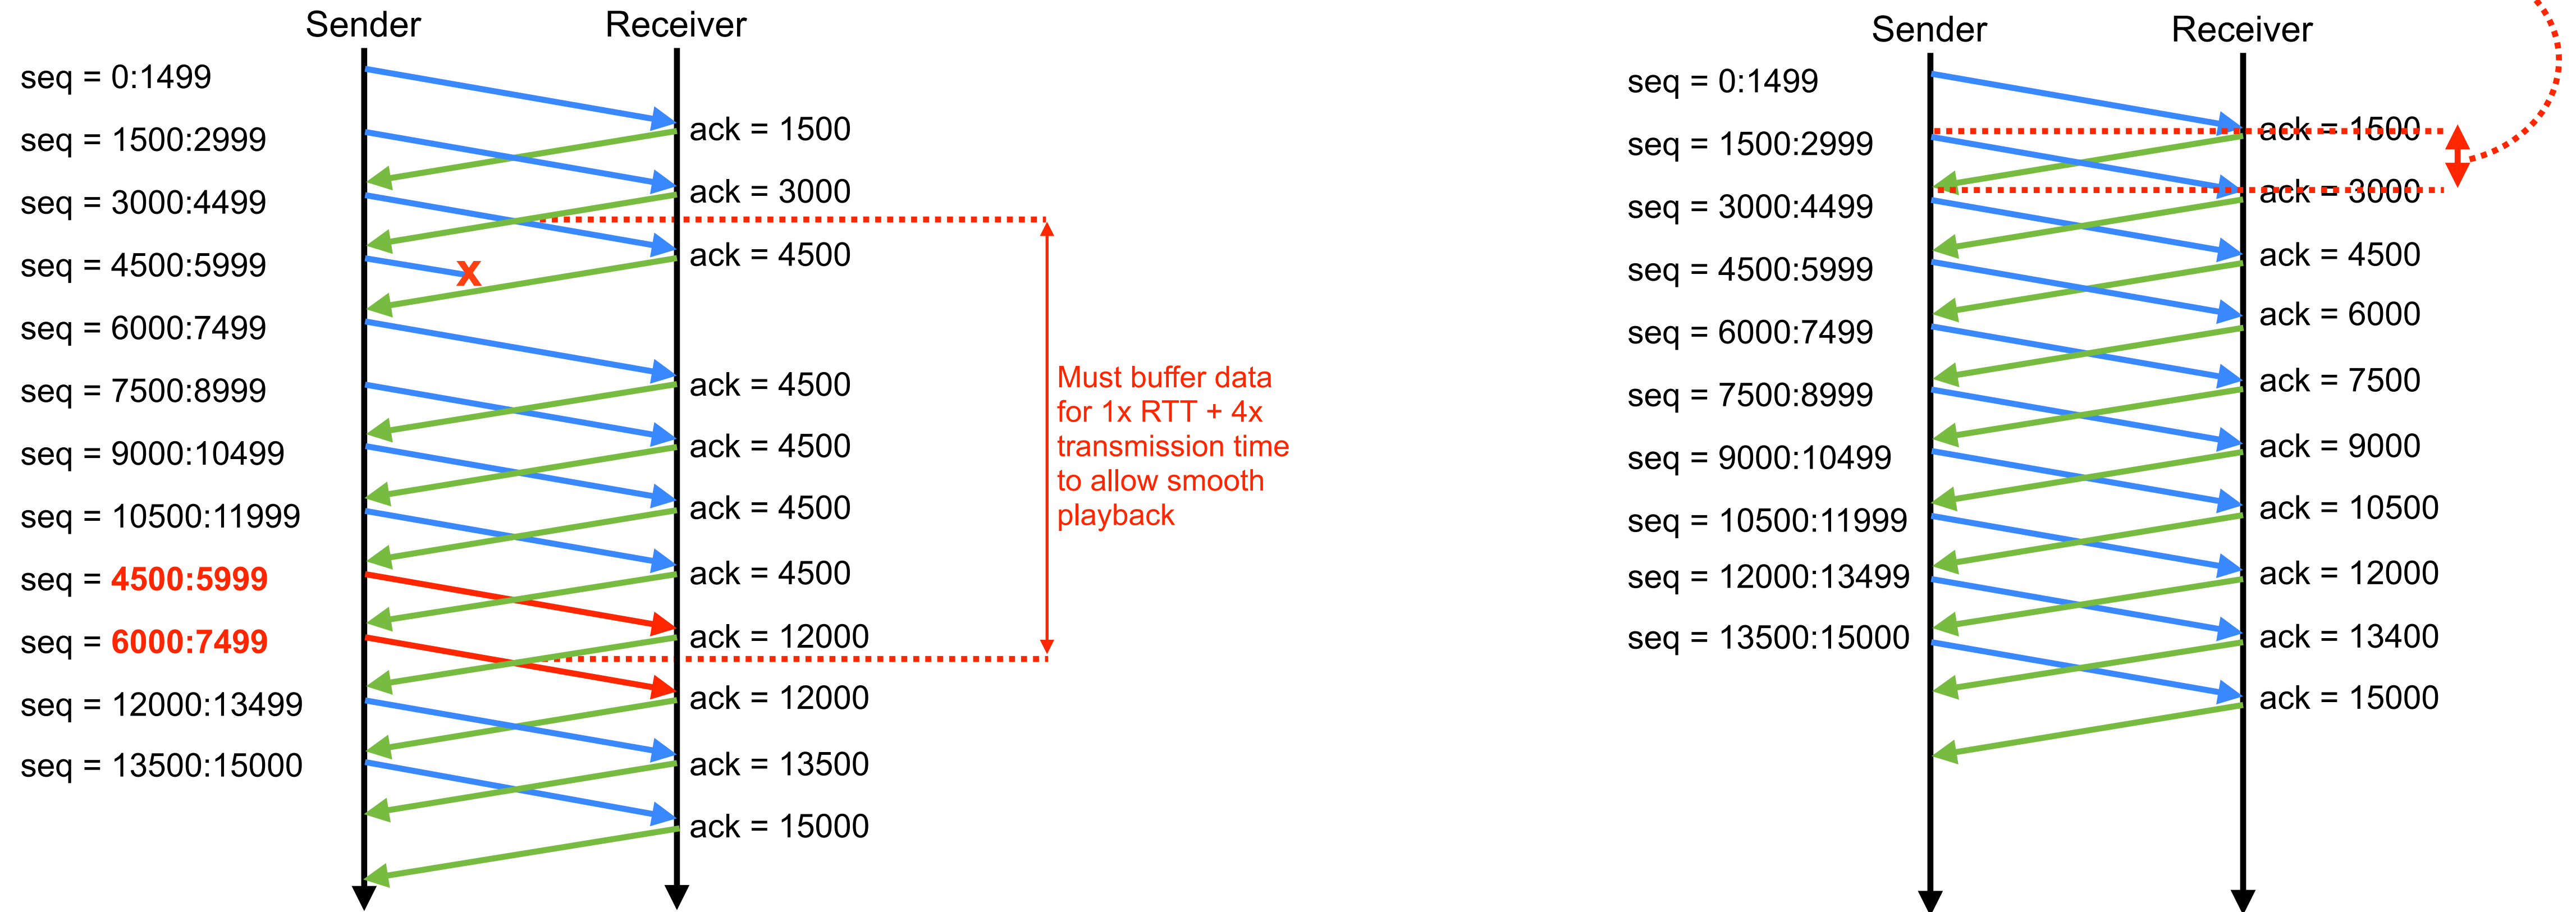 Sender
Receiver
seq = 0:1499
seq = 1500:2999
seq = 3000:4499
seq = 4500:5999
seq = 6000:7499
seq = 7500:8999
seq = 9000:10499
seq = 10500:11999
seq = 4500:5999
seq = 6000:7499
seq = 12000:13499
seq = 13500:15000
X
ack = 1500
ack = 3000
ack = 4500
ack = 4500
ack = 4500
ack = 4500
ack = 4500
ack = 12000
ack = 12000
ack = 13500
ack = 15000
Must buffer data
for 1x RTT + 4x
transmission time
to allow smooth
playback
Sender
Receiver
seq = 0:1499
seq = 1500:2999
seq = 3000:4499
seq = 4500:5999
seq = 6000:7499
seq = 7500:8999
seq = 9000:10499
seq = 10500:11999
seq = 12000:13499
seq = 13500:15000
ack = 1500
ack = 3000
ack = 4500
ack = 6000
ack = 7500
ack = 9000
ack = 10500
ack = 12000
ack = 13400
ack = 15000